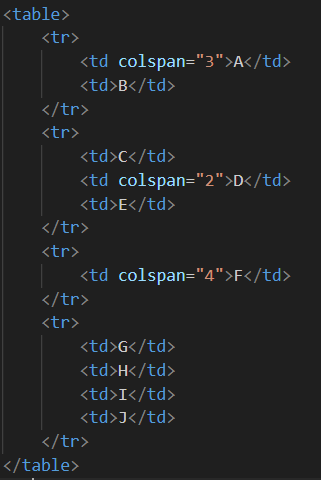 <table>
<tr>
<td colspan="3">A</td>
<td>B</td>
</tr>
<tr>
<td>C</td>
<td colspan="2">D</td>
<td>E</td>
</tr>
<tr>
<td colspan="4">F</td>
</tr>
<tr>
<td>G</td>
<td>H</td>
<td>I</td>
<td>J</td>
</tr>
</table>